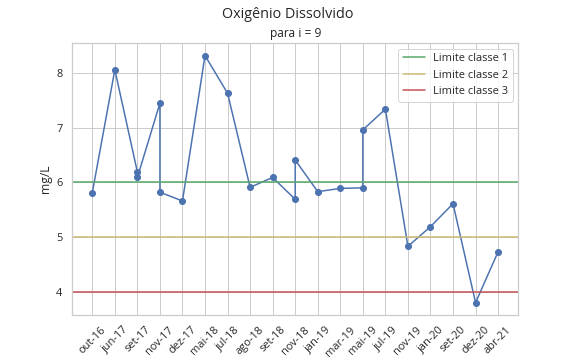 Oxigênio Dissolvido
para i = 9
Limite classe 1
Limite classe 2
Limite classe 3
mg/L
8
7
6
5
4
out-16
jun-17
set-17
nov-17
dez-17
mai-18
jul-18
ago-18
set-18
nov-18
jan-19
mar-19
mai-19
jul-19
nov-19
jan-20
set-20
dez-20
abr-21